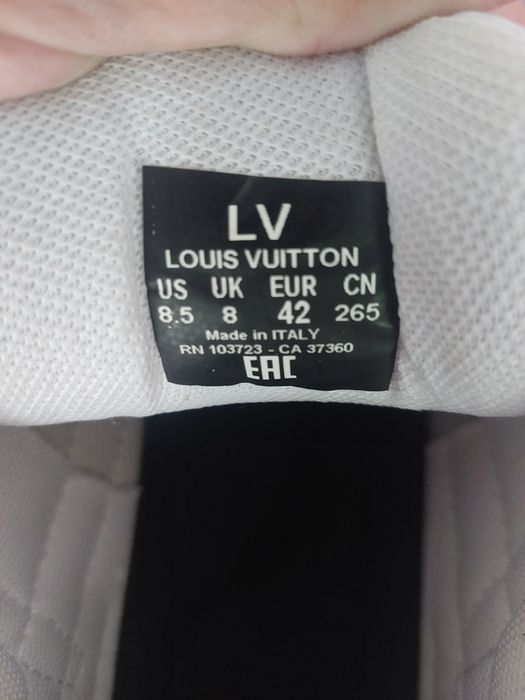 LV
LOUIS VUITTON
US UK EUR CN
8.5 8 42 265
Made in ITALY
RN 103723 - CA 37360
EAC